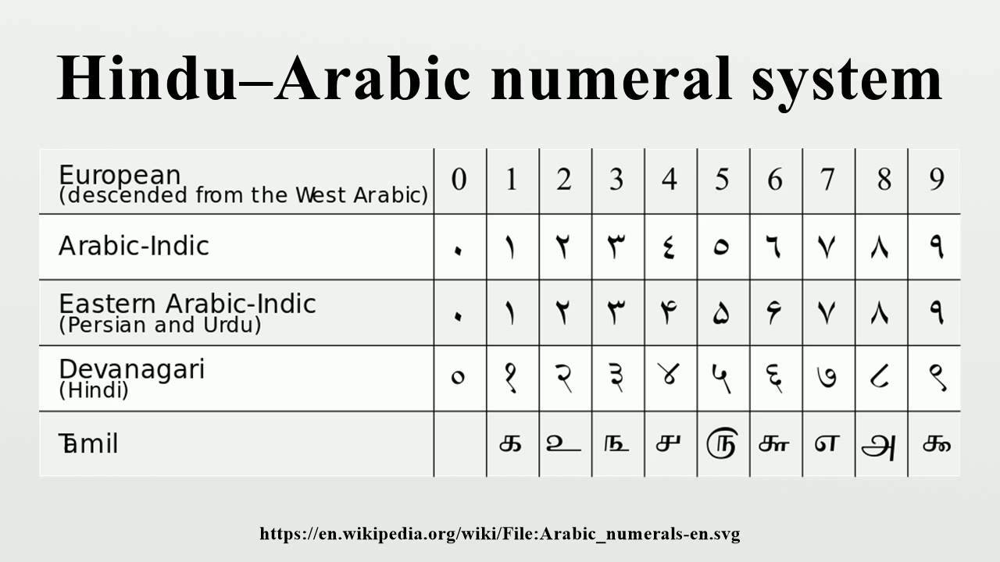 Hindu–Arabic numeral system
European 0 1 2 3 4 5 6 7 8 9
(descended from the West Arabic)
Arabic-Indic ٠ ١ ٢ ٣ ٤ ٥ ٦ ٧ ٨ ٩
Eastern Arabic-Indic ۰ ۱ ۲ ۳ ۴ ۵ ۶ ۷ ۸ ۹
(Persian and Urdu)
Devanagari ० १ २ ३ ४ ५ ६ ७ ८ ९
(Hindi)
Tamil ௧ ௨ ௩ ௪ ௫ ௬ ௭ ௮ ௯
https://en.wikipedia.org/wiki/File:Arabic_numerals-en.svg